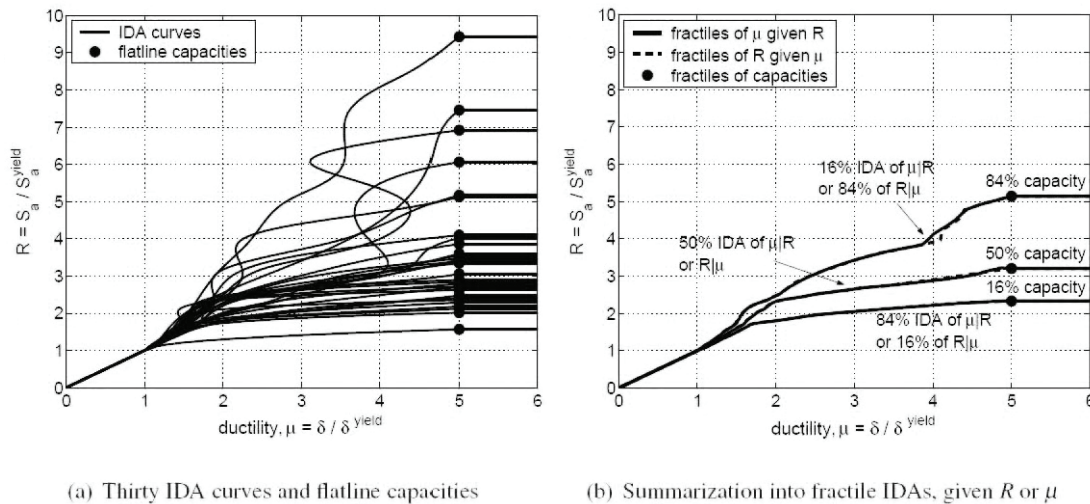 10
9
8
7
6
5
4
3
2
1
0
R = S_a / S_a^yield
IDA curves
flatline capacities
0 1 2 3 4 5 6
ductility, μ = δ / δ^yield
(a) Thirty IDA curves and flatline capacities
10
9
8
7
6
5
4
3
2
1
0
R = S_a / S_a^yield
fractiles of μ given R
fractiles of R given μ
fractiles of capacities
16% IDA of μ|R
or 84% of R|μ
84% capacity
50% IDA of μ|R
or R|μ
50% capacity
16% capacity
84% IDA of μ|R
or 16% of R|μ
0 1 2 3 4 5 6
ductility, μ = δ / δ^yield
(b) Summarization into fractile IDAs, given R or μ